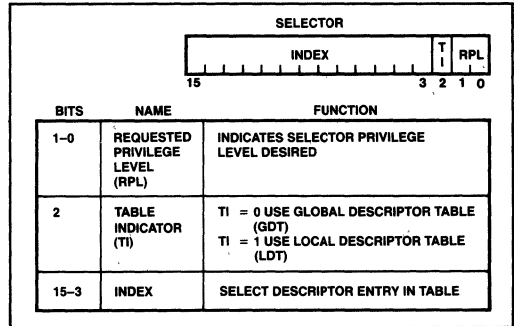 SELECTOR
INDEX TI RPL
15 3 2 1 0
BITS NAME FUNCTION
1–0 REQUESTED PRIVILEGE LEVEL (RPL) INDICATES SELECTOR PRIVILEGE LEVEL DESIRED
2 TABLE INDICATOR (TI) TI = 0 USE GLOBAL DESCRIPTOR TABLE (GDT)
TI = 1 USE LOCAL DESCRIPTOR TABLE (LDT)
15–3 INDEX SELECT DESCRIPTOR ENTRY IN TABLE